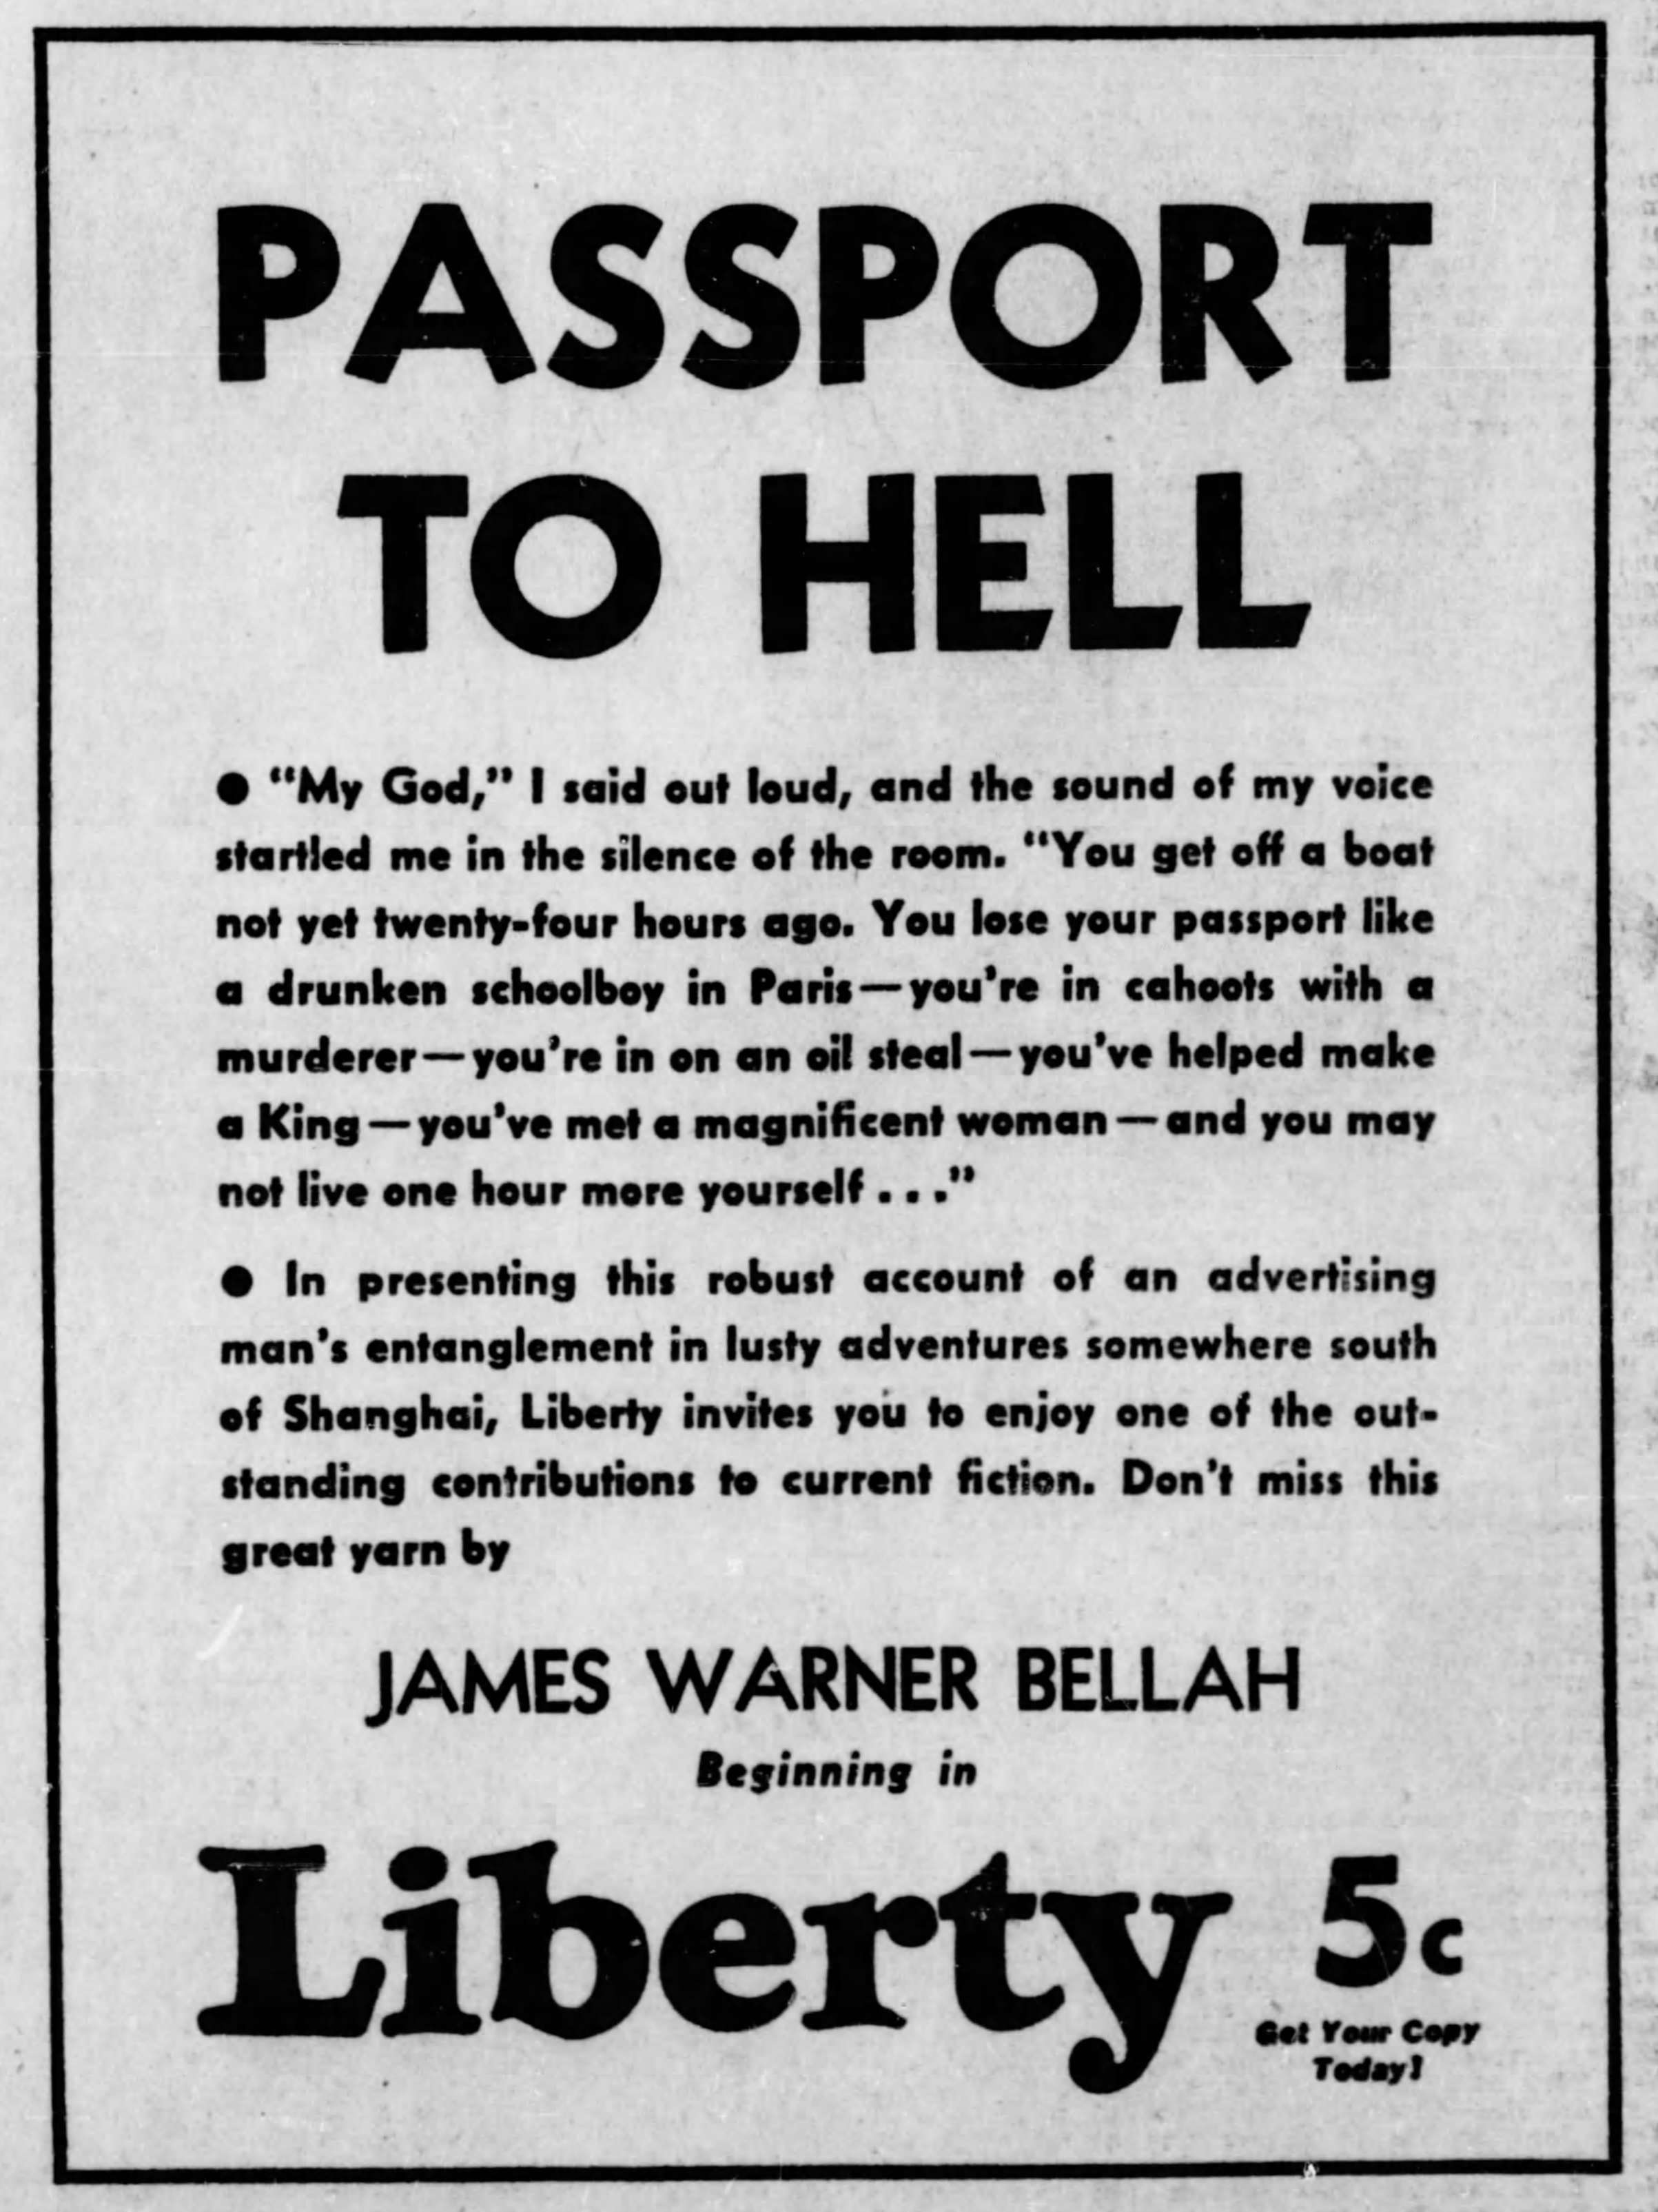 PASSPORT
TO HELL
● “My God,” I said out loud, and the sound of my voice
startled me in the silence of the room. “You get off a boat
not yet twenty-four hours ago. You lose your passport like
a drunken schoolboy in Paris—you're in cahoots with a
murderer—you're in on an oil steal—you've helped make
a King—you've met a magnificent woman—and you may
not live one hour more yourself . . .”
● In presenting this robust account of an advertising
man's entanglement in lusty adventures somewhere south
of Shanghai, Liberty invites you to enjoy one of the out-
standing contributions to current fiction. Don't miss this
great yarn by
JAMES WARNER BELLAH
Beginning in
Liberty 5c
Get Your Copy
Today!